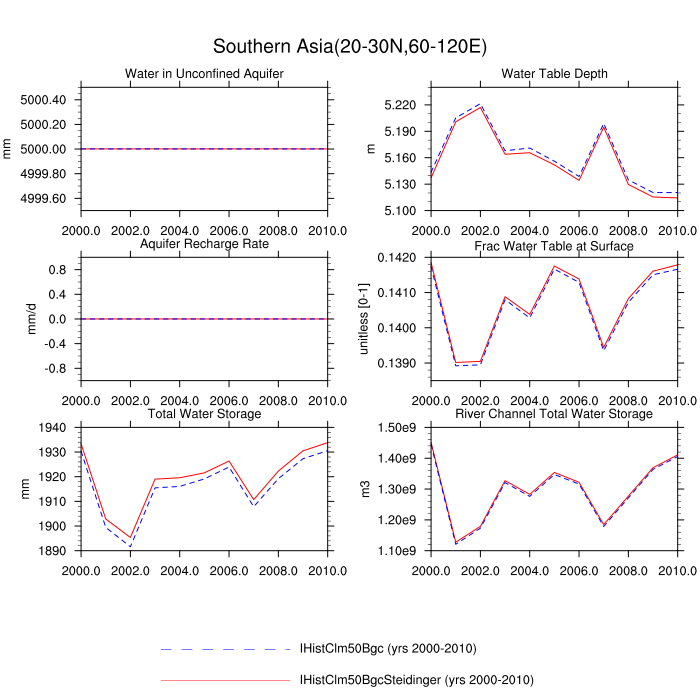 Southern Asia(20-30N,60-120E)
Water in Unconfined Aquifer
5000.40
5000.20
5000.00
4999.80
4999.60
mm
2000.0 2002.0 2004.0 2006.0 2008.0 2010.0
Water Table Depth
5.220
5.190
5.160
5.130
5.100
m
2000.0 2002.0 2004.0 2006.0 2008.0 2010.0
Aquifer Recharge Rate
0.8
0.4
0.0
-0.4
-0.8
mm/d
2000.0 2002.0 2004.0 2006.0 2008.0 2010.0
Frac Water Table at Surface
0.1420
0.1410
0.1400
0.1390
unitless [0-1]
2000.0 2002.0 2004.0 2006.0 2008.0 2010.0
Total Water Storage
1940
1930
1920
1910
1900
1890
mm
2000.0 2002.0 2004.0 2006.0 2008.0 2010.0
River Channel Total Water Storage
1.50e9
1.40e9
1.30e9
1.20e9
1.10e9
m3
2000.0 2002.0 2004.0 2006.0 2008.0 2010.0
IHistClm50Bgc (yrs 2000-2010)
IHistClm50BgcSteidinger (yrs 2000-2010)